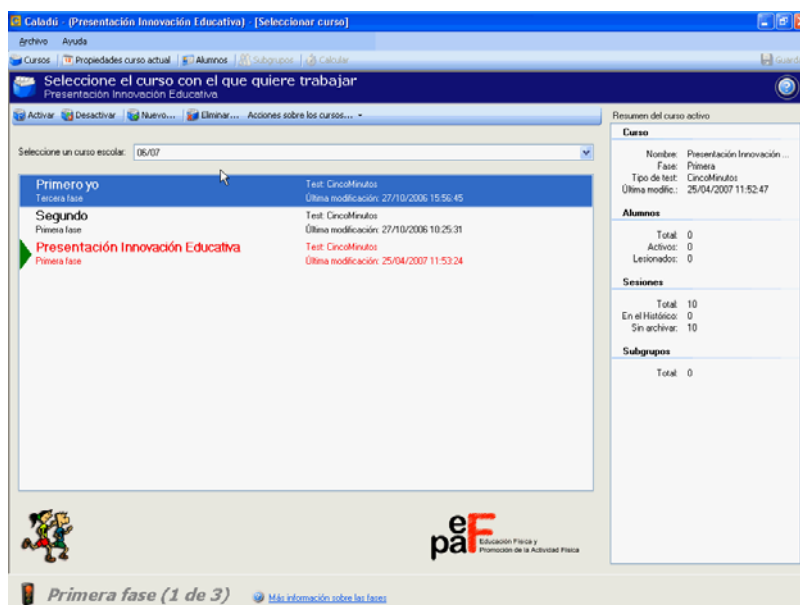 Caladú - (Presentación Innovación Educativa) - [Seleccionar curso]
Archivo Ayuda
Cursos Propiedades curso actual Alumnos Subgrupos Calcular Guarda
Seleccione el curso con el que quiere trabajar
Presentación Innovación Educativa
Activar Desactivar Nuevo... Eliminar... Acciones sobre los cursos...
Seleccione un curso escolar: 06/07
Primero yo
Tercera fase
Test: CincoMinutos
Última modificación: 27/10/2006 15:56:45
Segundo
Primera fase
Test: CincoMinutos
Última modificación: 27/10/2006 10:25:31
Presentación Innovación Educativa
Primera fase
Test: CincoMinutos
Última modificación: 25/04/2007 11:53:24
Resumen del curso activo
Curso
Nombre: Presentación Innovación ...
Fase: Primera
Tipo de test: CincoMinutos
Última modific.: 25/04/2007 11:52:47
Alumnos
Total: 0
Activos: 0
Lesionados: 0
Sesiones
Total: 10
En el Histórico: 0
Sin archivar: 10
Subgrupos
Total: 0
epaF
Educación Física y
Promoción de la Actividad Física
Primera fase (1 de 3) Más información sobre las fases